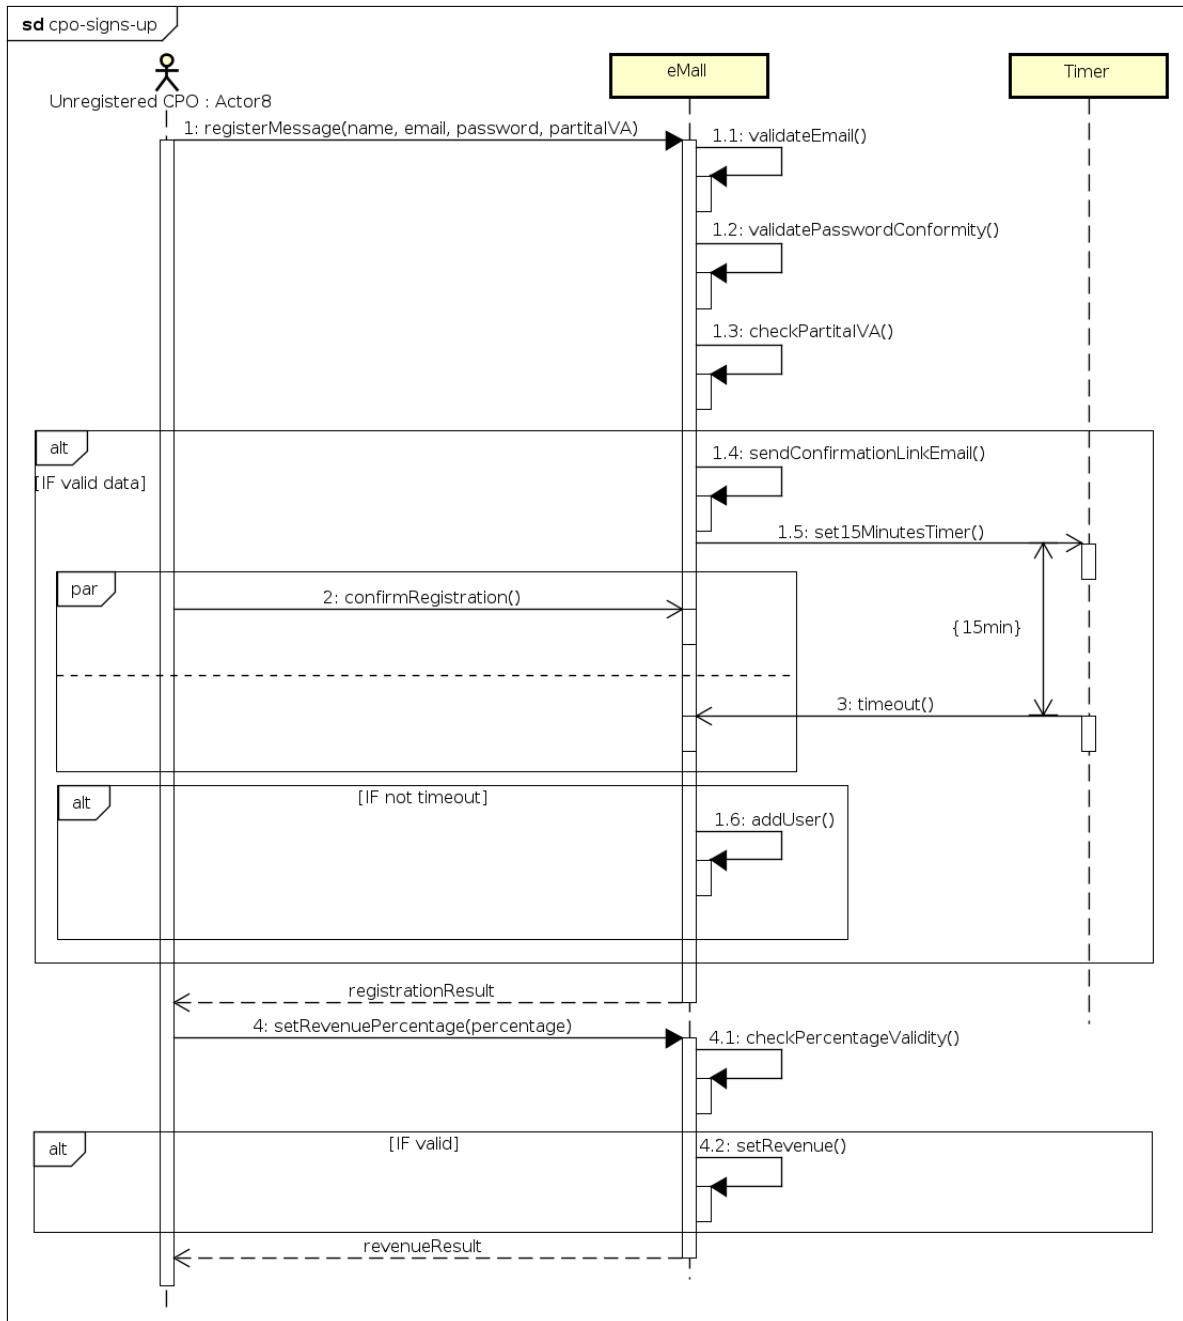 sd cpo-signs-up
Unregistered CPO : Actor8
eMall
Timer
1: registerMessage(name, email, password, partitaIVA)
1.1: validateEmail()
1.2: validatePasswordConformity()
1.3: checkPartitaIVA()
alt
[IF valid data]
1.4: sendConfirmationLinkEmail()
1.5: set15MinutesTimer()
par
2: confirmRegistration()
{15min}
3: timeout()
alt
[IF not timeout]
1.6: addUser()
registrationResult
4: setRevenuePercentage(percentage)
4.1: checkPercentageValidity()
alt
[IF valid]
4.2: setRevenue()
revenueResult